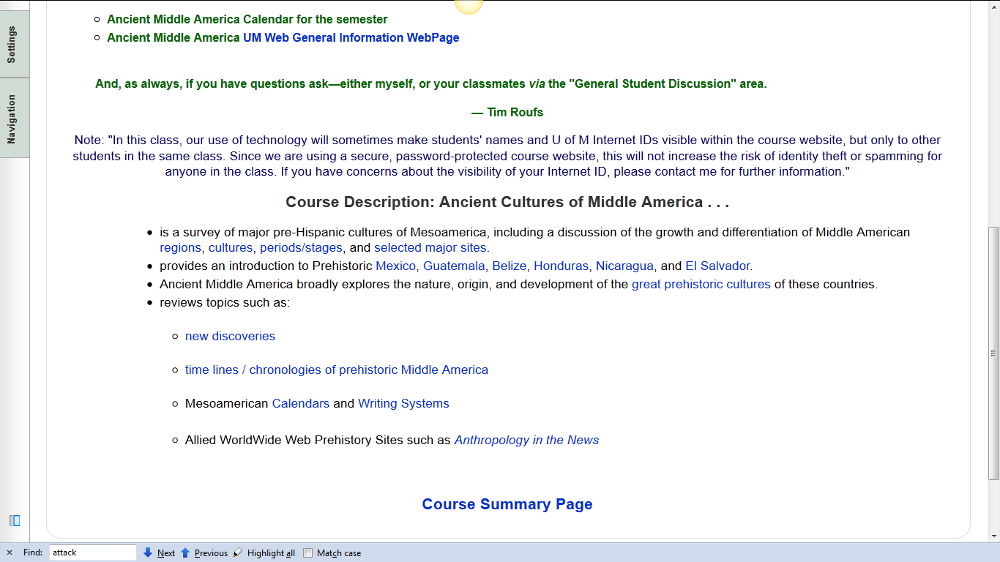 Ancient Middle America Calendar for the semester
Ancient Middle America UM Web General Information WebPage
Settings
Navigation
And, as always, if you have questions ask—either myself, or your classmates via the "General Student Discussion" area.
— Tim Roufs
Note: "In this class, our use of technology will sometimes make students' names and U of M Internet IDs visible within the course website, but only to other
students in the same class. Since we are using a secure, password-protected course website, this will not increase the risk of identity theft or spamming for
anyone in the class. If you have concerns about the visibility of your Internet ID, please contact me for further information."
Course Description: Ancient Cultures of Middle America . . .
is a survey of major pre-Hispanic cultures of Mesoamerica, including a discussion of the growth and differentiation of Middle American
regions, cultures, periods/stages, and selected major sites.
provides an introduction to Prehistoric Mexico, Guatemala, Belize, Honduras, Nicaragua, and El Salvador.
Ancient Middle America broadly explores the nature, origin, and development of the great prehistoric cultures of these countries.
reviews topics such as:
new discoveries
time lines / chronologies of prehistoric Middle America
Mesoamerican Calendars and Writing Systems
Allied WorldWide Web Prehistory Sites such as Anthropology in the News
Course Summary Page
× Find: attack Next Previous Highlight all Match case